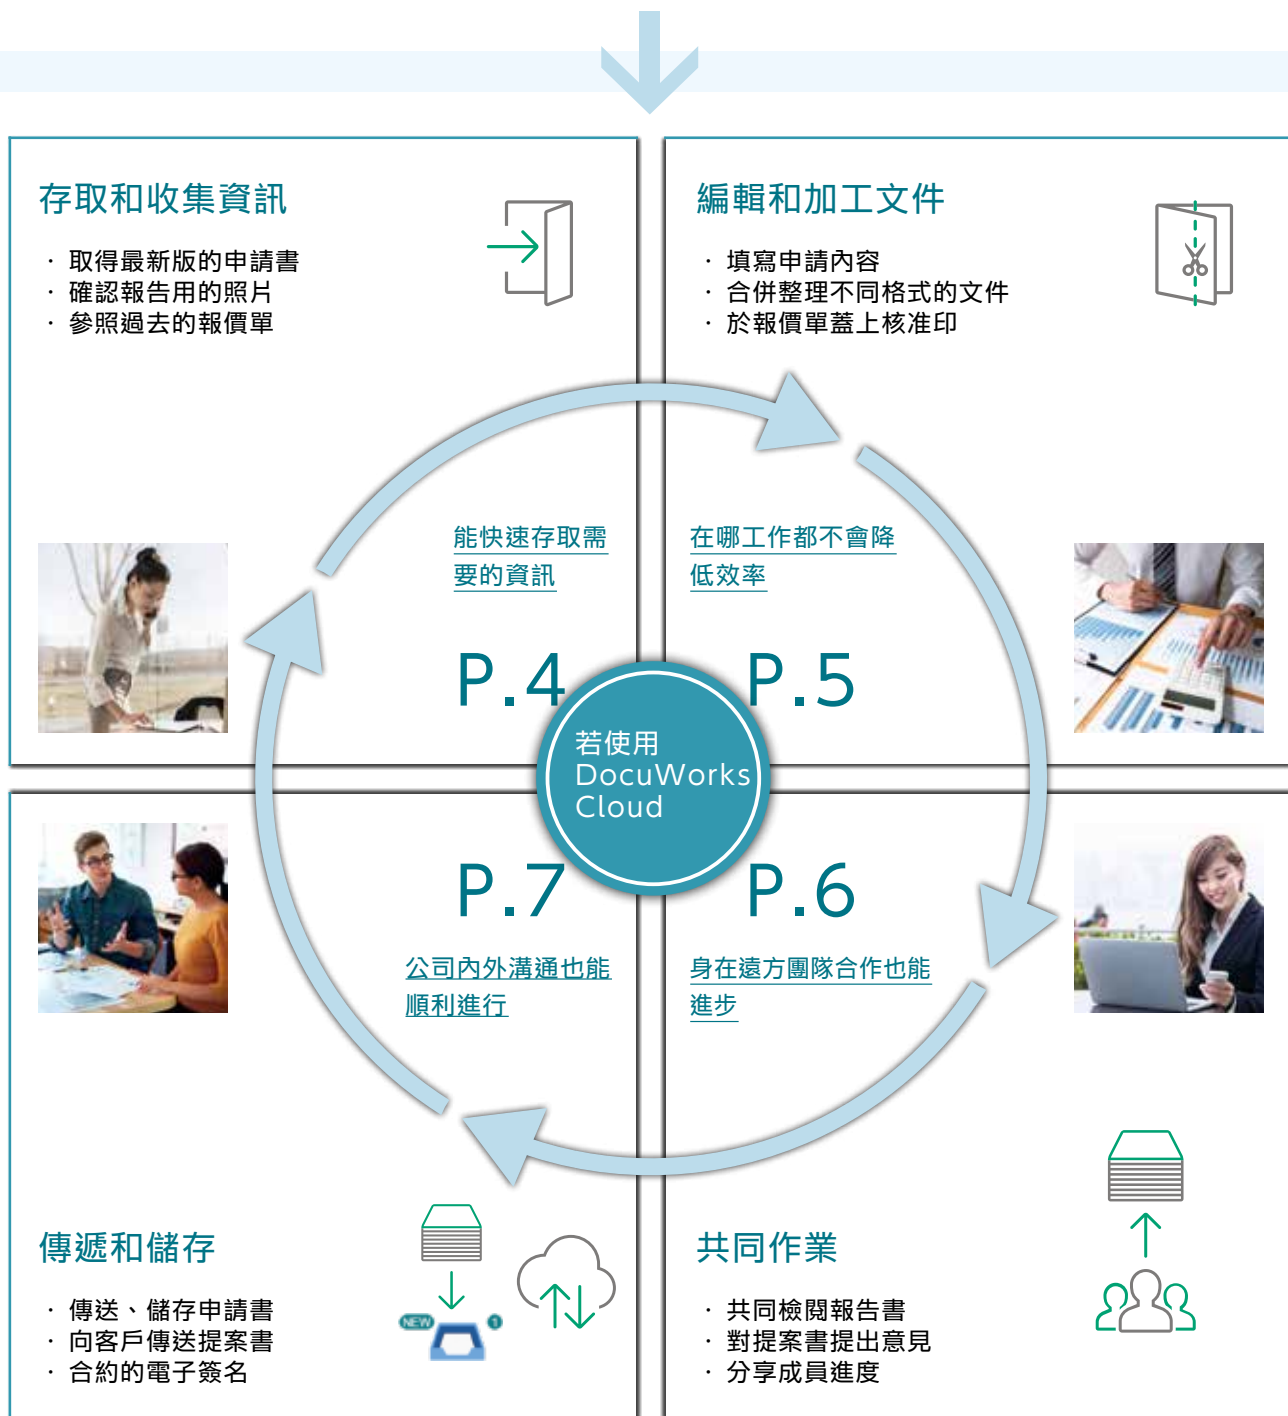 存取和收集資訊
· 取得最新版的申請書
· 確認報告用的照片
· 參照過去的報價單
編輯和加工文件
· 填寫申請內容
· 合併整理不同格式的文件
· 於報價單蓋上核准印
能快速存取需
要的資訊
P.4
在哪工作都不會降
低效率
P.5
若使用
DocuWorks
Cloud
P.7
公司內外溝通也能
順利進行
P.6
身在遠方團隊合作也能
進步
傳遞和儲存
· 傳送、儲存申請書
· 向客戶傳送提案書
· 合約的電子簽名
NEW
1
共同作業
· 共同檢閱報告書
· 對提案書提出意見
· 分享成員進度